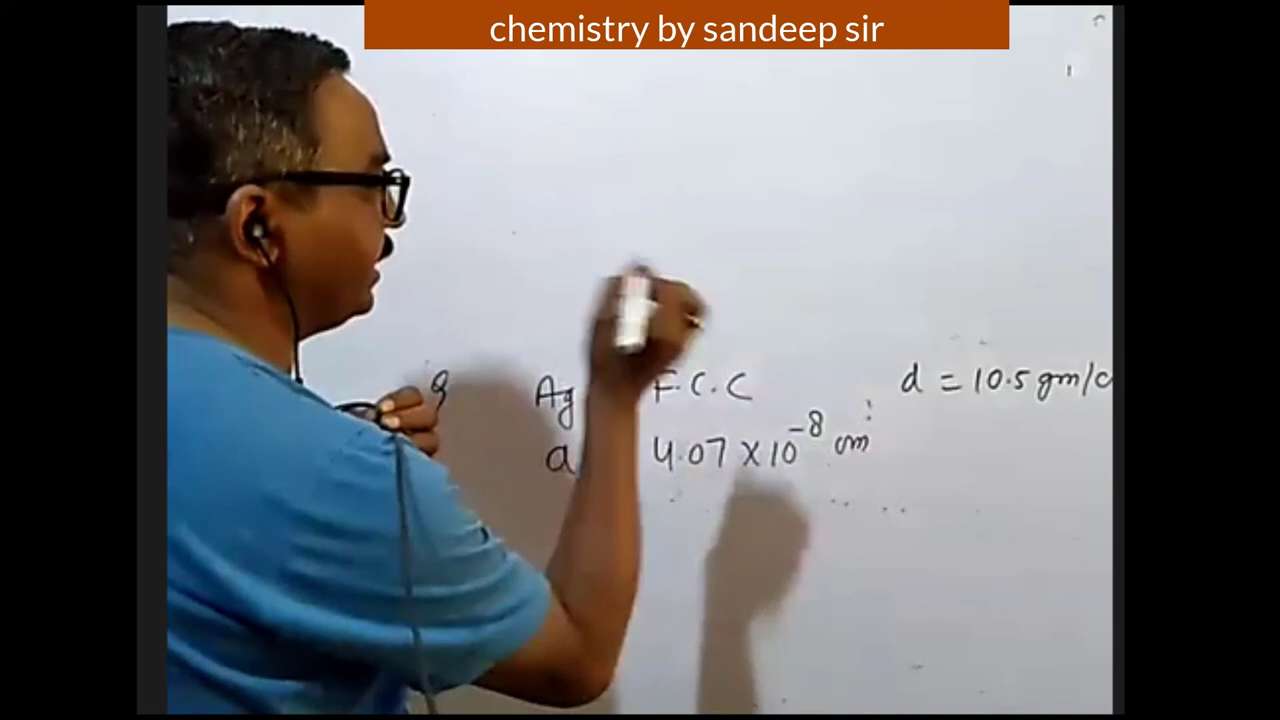 chemistry by sandeep sir
Ag F.C.C d = 10.5 gm/c
a 4.07 × 10⁻⁸ cm